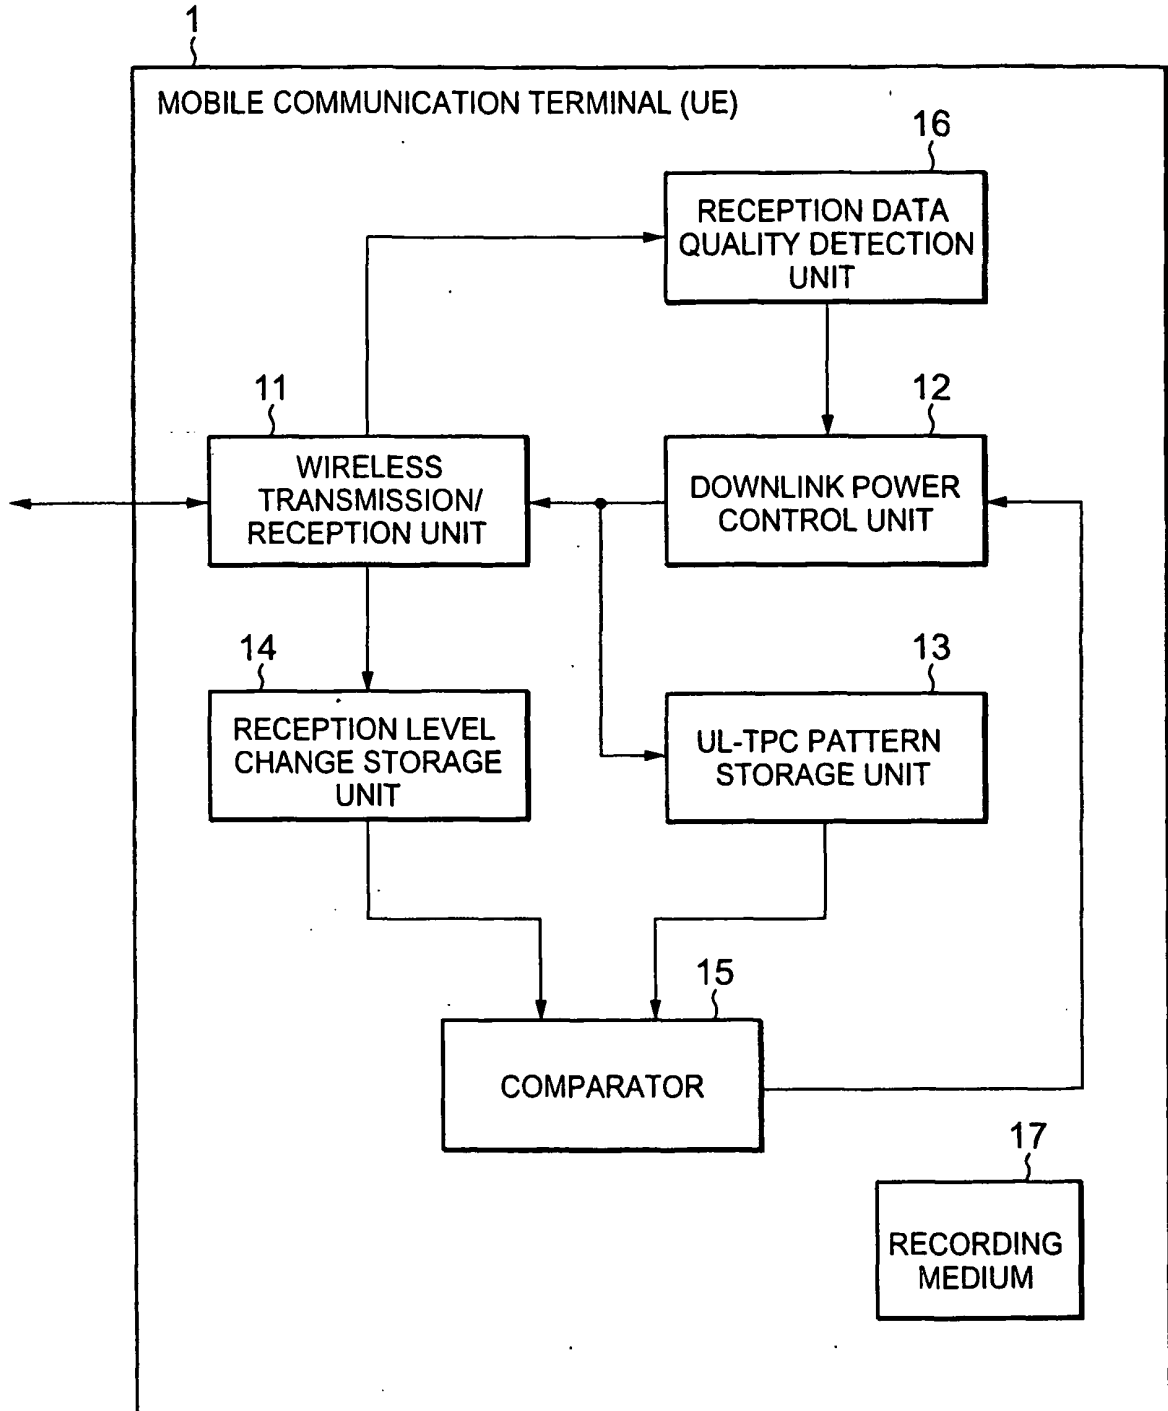 1
MOBILE COMMUNICATION TERMINAL (UE)
16
RECEPTION DATA
QUALITY DETECTION
UNIT
11
WIRELESS
TRANSMISSION/
RECEPTION UNIT
12
DOWNLINK POWER
CONTROL UNIT
14
RECEPTION LEVEL
CHANGE STORAGE
UNIT
13
UL-TPC PATTERN
STORAGE UNIT
15
COMPARATOR
17
RECORDING
MEDIUM